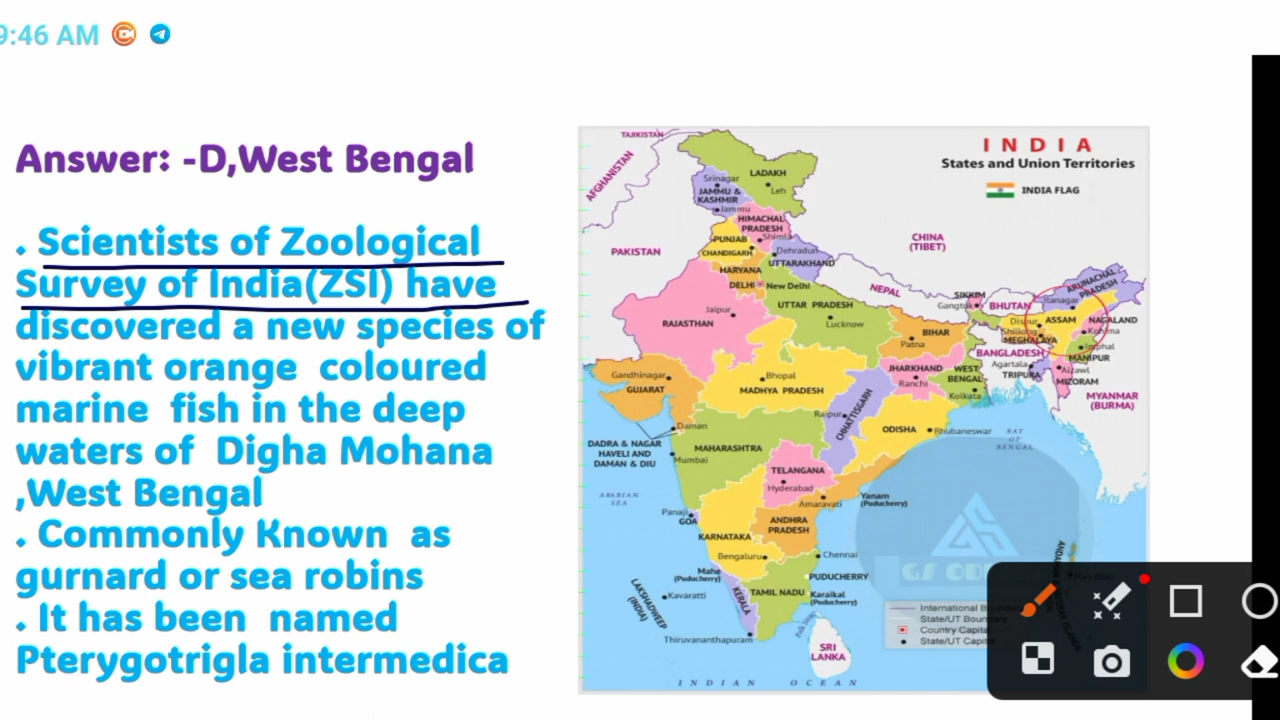 9:46 AM
Answer: -D,West Bengal
. Scientists of Zoological
Survey of India(ZSI) have
discovered a new species of
vibrant orange coloured
marine fish in the deep
waters of Digha Mohana
,West Bengal
. Commonly Known as
gurnard or sea robins
. It has been named
Pterygotrigla intermedica
INDIA
States and Union Territories
INDIA FLAG
TAJIKISTAN
AFGHANISTAN
PAKISTAN
CHINA
(TIBET)
NEPAL
BHUTAN
BANGLADESH
MYANMAR
(BURMA)
SRI
LANKA
LADAKH
Leh
Srinagar
JAMMU &
KASHMIR
Jammu
HIMACHAL
PRADESH
Shimla
PUNJAB
CHANDIGARH
Dehradun
UTTARAKHAND
HARYANA
DELHI
New Delhi
UTTAR PRADESH
Lucknow
Jaipur
RAJASTHAN
BIHAR
Patna
SIKKIM
Gangtok
ARUNACHAL
PRADESH
Itanagar
Dispur
ASSAM
NAGALAND
Kohima
Shillong
MEGHALAYA
Imphal
MANIPUR
Agartala
TRIPURA
Aizawl
MIZORAM
JHARKHAND
Ranchi
WEST
BENGAL
Kolkata
Gandhinagar
GUJARAT
Bhopal
MADHYA PRADESH
Raipur
CHHATTISGARH
ODISHA
Bhubaneswar
BAY
OF
BENGAL
Daman
DADRA & NAGAR
HAVELI AND
DAMAN & DIU
MAHARASHTRA
Mumbai
TELANGANA
Hyderabad
ARABIAN
SEA
Amaravati
Yanam
(Puducherry)
Panaji
GOA
ANDHRA
PRADESH
KARNATAKA
Bengaluru
Chennai
Mahe
(Puducherry)
PUDUCHERRY
TAMIL NADU
Karaikal
(Puducherry)
KERALA
LAKSHADWEEP
(INDIA)
Kavaratti
Thiruvananthapuram
INDIAN OCEAN
International
State/UT
Country
State/UT